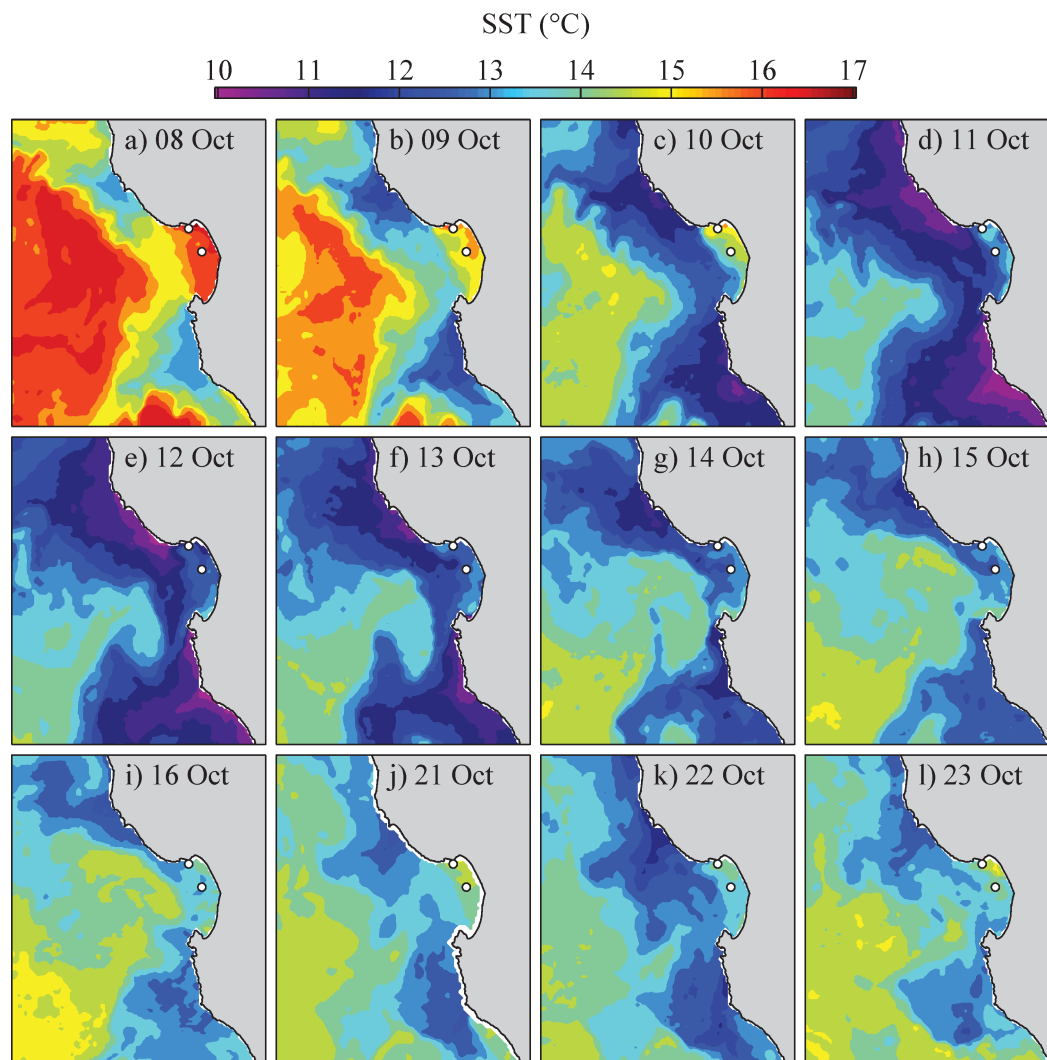 SST (°C)
10 11 12 13 14 15 16 17
a) 08 Oct b) 09 Oct c) 10 Oct d) 11 Oct
e) 12 Oct f) 13 Oct g) 14 Oct h) 15 Oct
i) 16 Oct j) 21 Oct k) 22 Oct l) 23 Oct